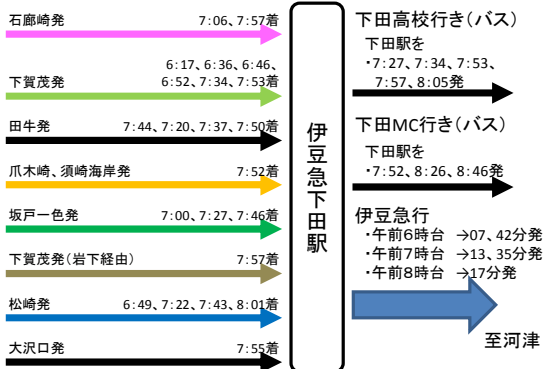 石廊崎発 7:06、7:57着
6:17、6:36、6:46、
下賀茂発 6:52、7:34、7:53着
田牛発 7:44、7:20、7:37、7:50着
爪木崎、須崎海岸発 7:52着
坂戸一色発 7:00、7:27、7:46着
下賀茂発(岩下経由) 7:57着
松崎発 6:49、7:22、7:43、8:01着
大沢口発 7:55着
伊豆急下田駅
下田高校行き(バス)
下田駅を
・7:27、7:34、7:53、
7:57、8:05発
下田MC行き(バス)
下田駅を
・7:52、8:26、8:46発
伊豆急行
・午前6時台 →07、42分発
・午前7時台 →13、35分発
・午前8時台 →17分発
至河津